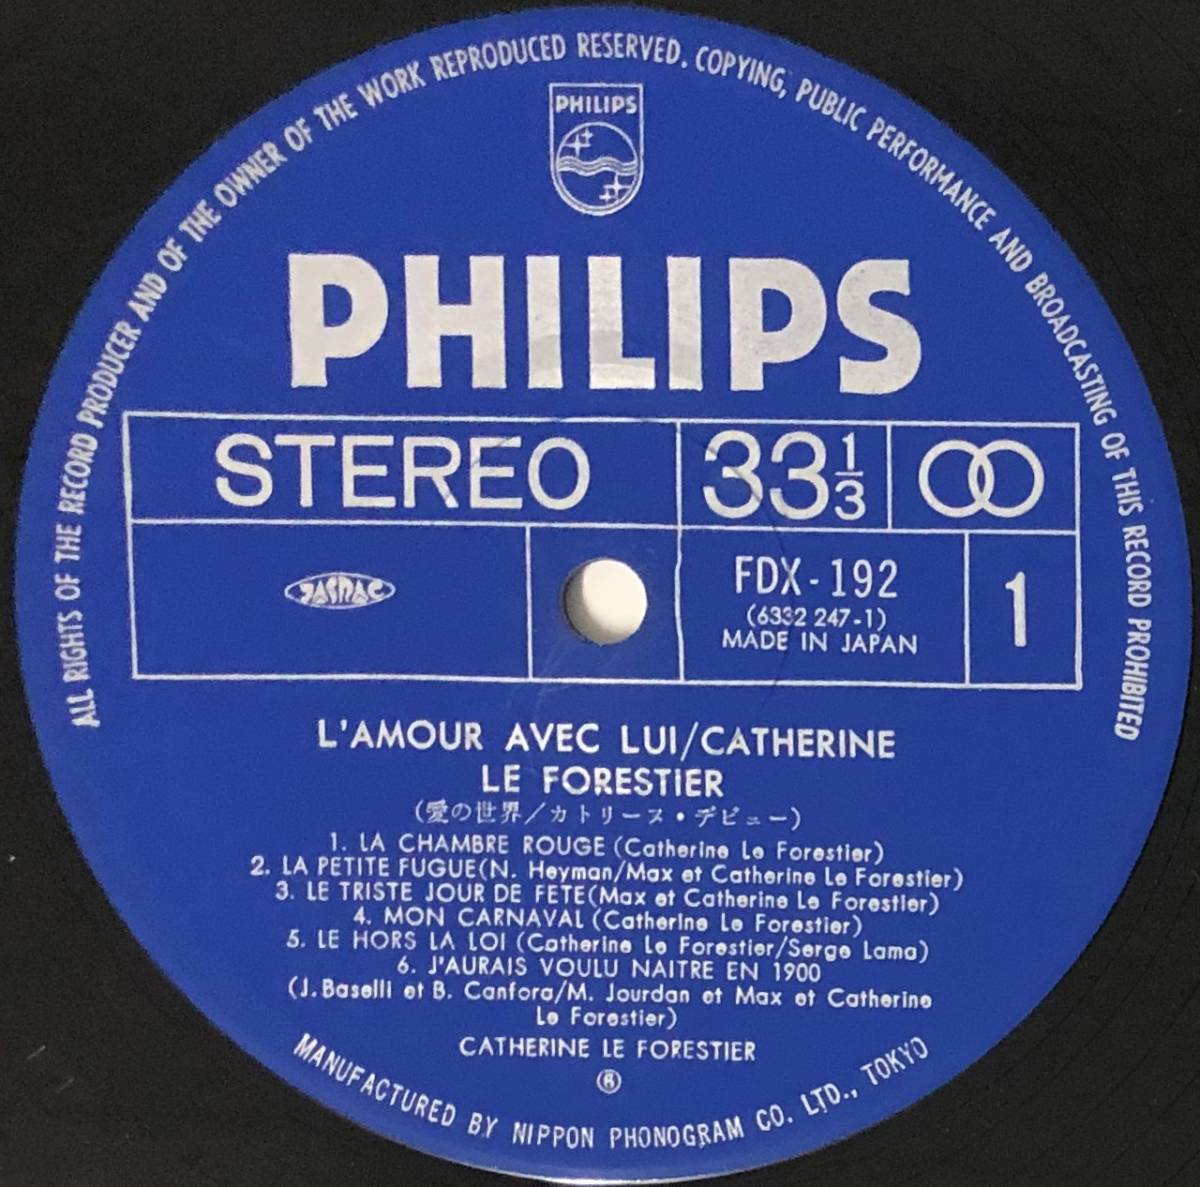 ALL RIGHTS OF THE RECORD PRODUCER AND OF THE OWNER OF THE WORK REPRODUCED RESERVED. COPYING, PUBLIC PERFORMANCE AND BROADCASTING OF THIS RECORD PROHIBITED
PHILIPS
PHILIPS
STEREO 33 1/3
JASRAC
FDX-192
(6332 247-1)
MADE IN JAPAN
1
L'AMOUR AVEC LUI/CATHERINE
LE FORESTIER
(愛の世界/カトリーヌ・デビュー)
1. LA CHAMBRE ROUGE (Catherine Le Forestier)
2. LA PETITE FUGUE(N. Heyman/Max et Catherine Le Forestier)
3. LE TRISTE JOUR DE FETE(Max et Catherine Le Forestier)
4. MON CARNAVAL (Catherine Le Forestier)
5. LE HORS LA LOI (Catherine Le Forestier/Serge Lama)
6. J'AURAIS VOULU NAITRE EN 1900
(J. Baselli et B. Canfora/M. Jourdan et Max et Catherine
Le Forestier)
CATHERINE LE FORESTIER
MANUFACTURED BY NIPPON PHONOGRAM CO. LTD., TOKYO